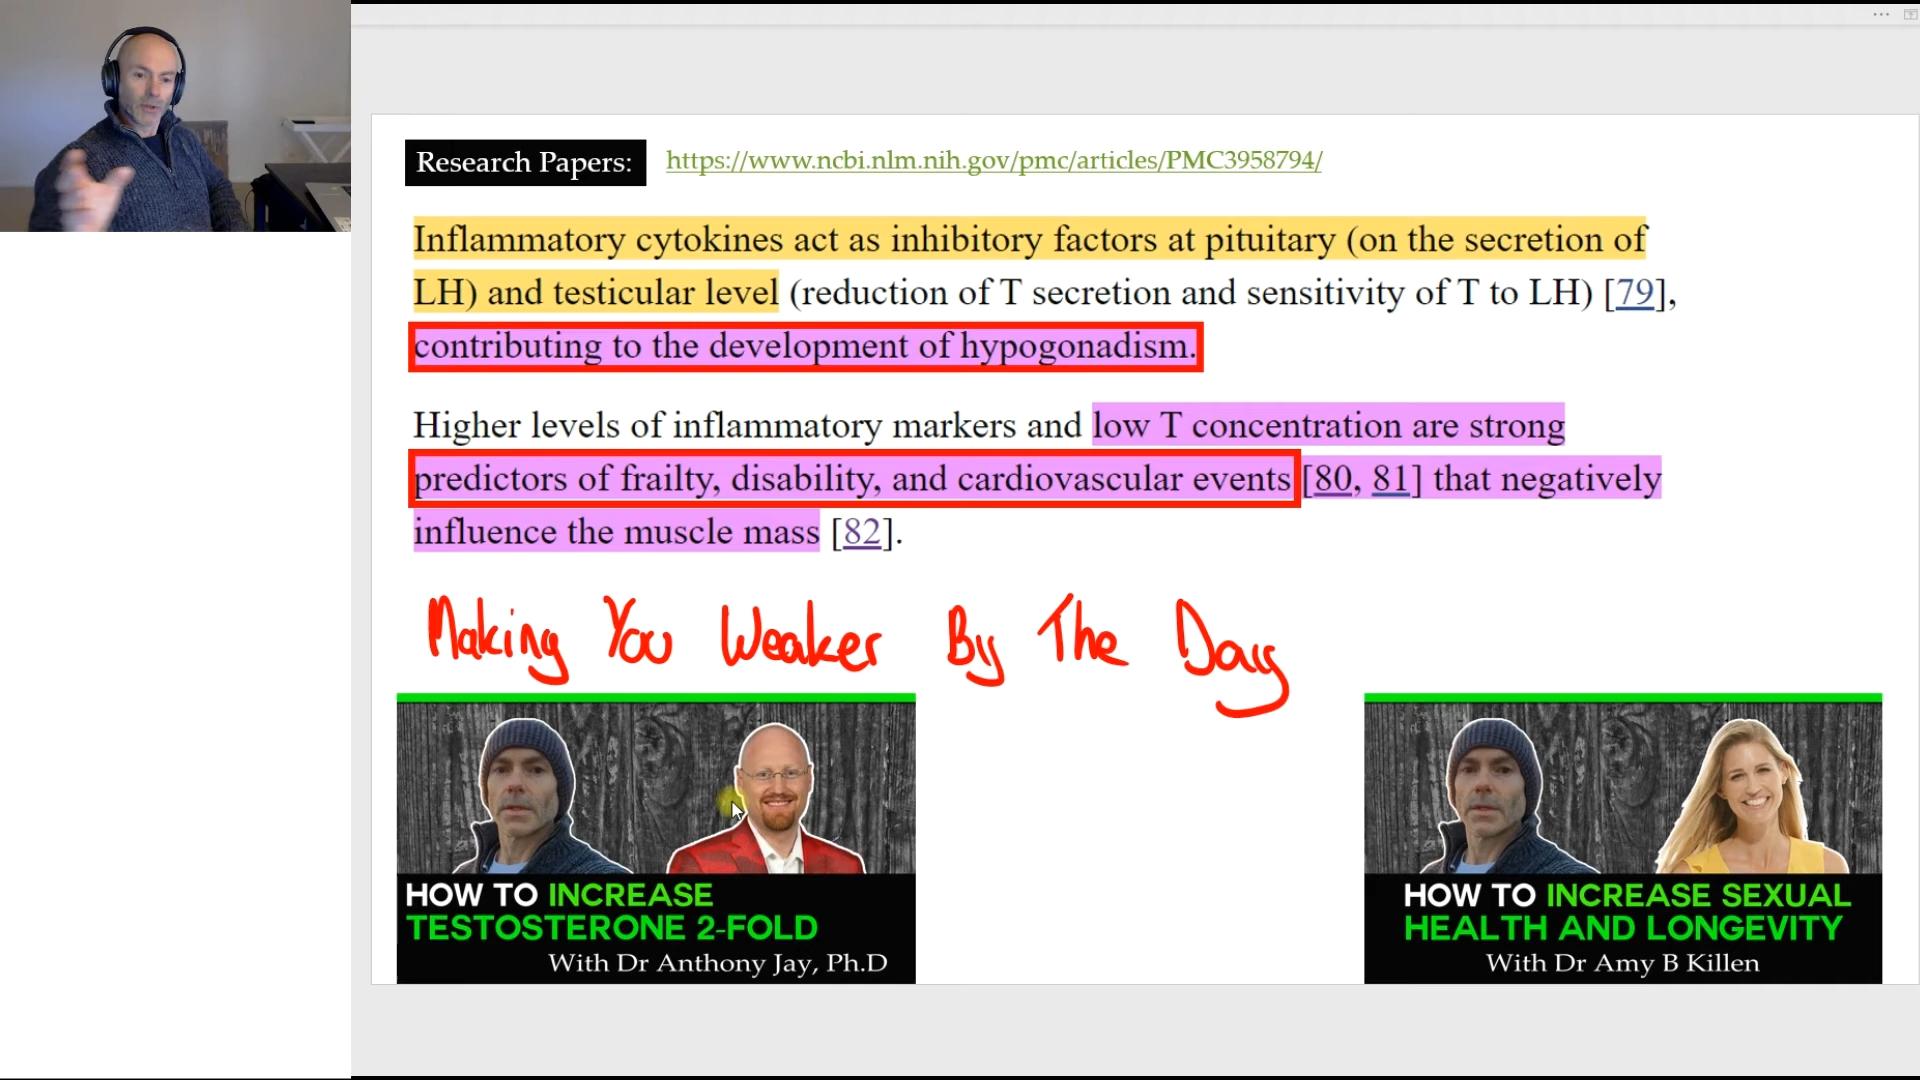 Research Papers: https://www.ncbi.nlm.nih.gov/pmc/articles/PMC3958794/
Inflammatory cytokines act as inhibitory factors at pituitary (on the secretion of
LH) and testicular level (reduction of T secretion and sensitivity of T to LH) [79],
contributing to the development of hypogonadism.
Higher levels of inflammatory markers and low T concentration are strong
predictors of frailty, disability, and cardiovascular events [80, 81] that negatively
influence the muscle mass [82].
Making You Weaker By The Day
HOW TO INCREASE
TESTOSTERONE 2-FOLD
With Dr Anthony Jay, Ph.D
HOW TO INCREASE SEXUAL
HEALTH AND LONGEVITY
With Dr Amy B Killen